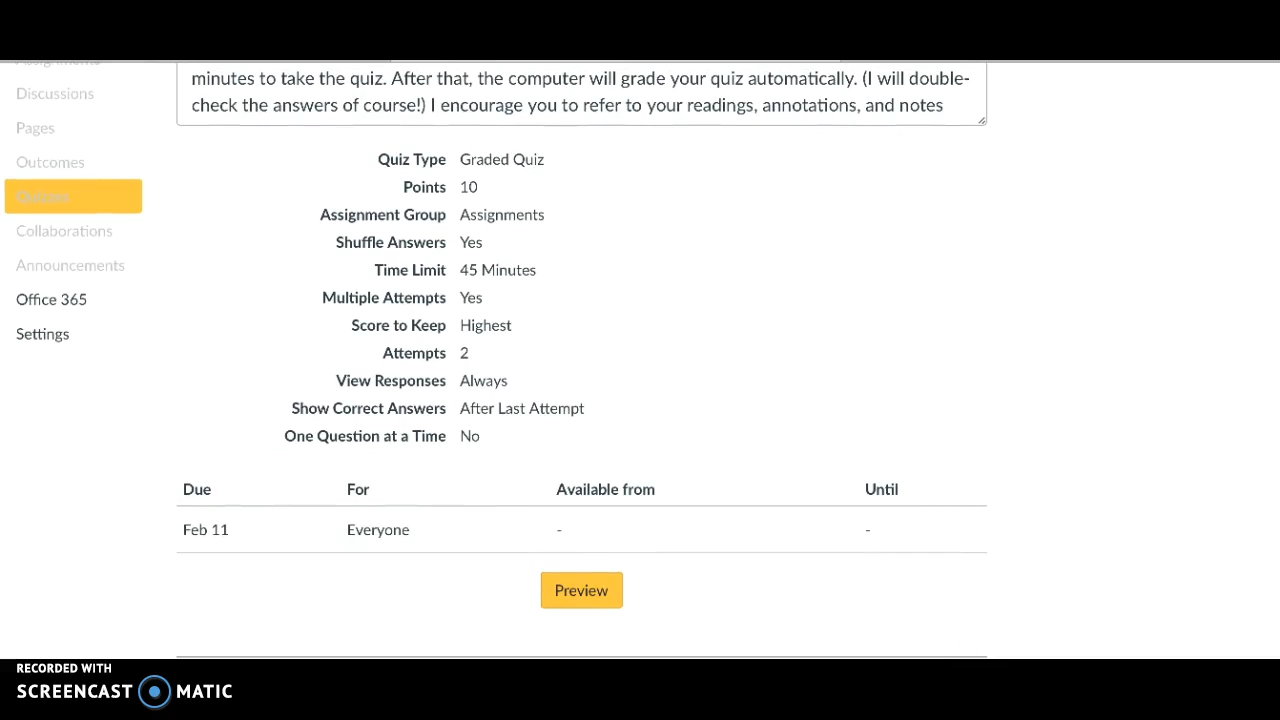 Assignments
minutes to take the quiz. After that, the computer will grade your quiz automatically. (I will double-
check the answers of course!) I encourage you to refer to your readings, annotations, and notes
Discussions
Pages
Outcomes
Quizzes
Collaborations
Announcements
Office 365
Settings
Quiz Type Graded Quiz
Points 10
Assignment Group Assignments
Shuffle Answers Yes
Time Limit 45 Minutes
Multiple Attempts Yes
Score to Keep Highest
Attempts 2
View Responses Always
Show Correct Answers After Last Attempt
One Question at a Time No
Due For Available from Until
Feb 11 Everyone - -
Preview
RECORDED WITH
SCREENCAST MATIC